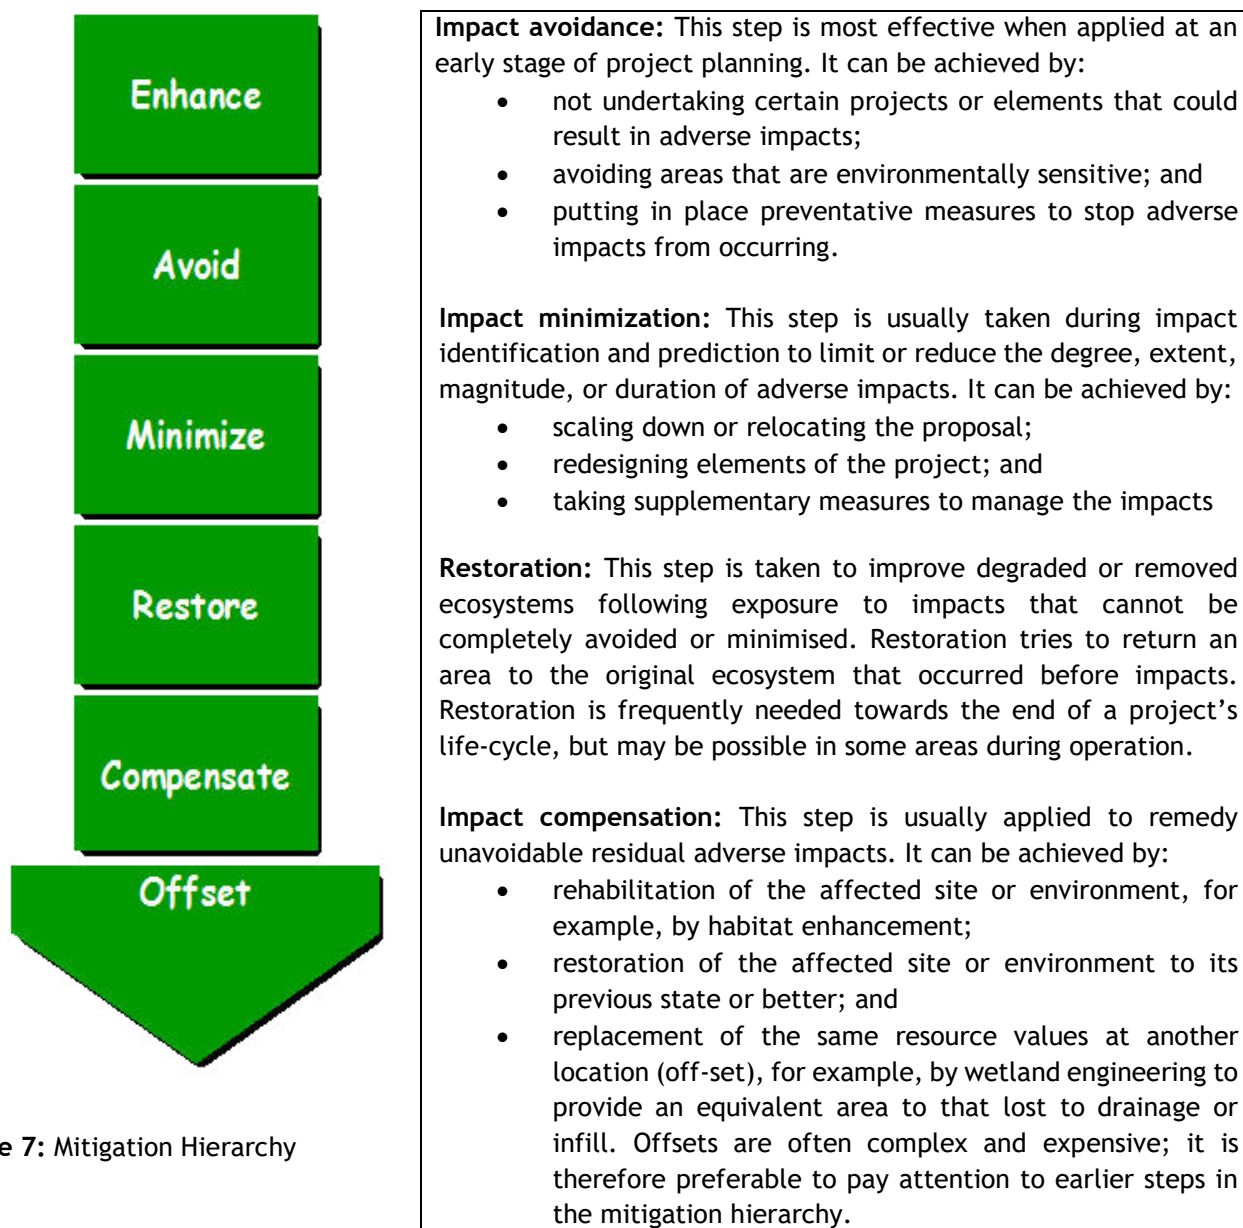 Enhance
Avoid
Minimize
Restore
Compensate
Offset
e 7: Mitigation Hierarchy
Impact avoidance: This step is most effective when applied at an
early stage of project planning. It can be achieved by:
• not undertaking certain projects or elements that could
result in adverse impacts;
• avoiding areas that are environmentally sensitive; and
• putting in place preventative measures to stop adverse
impacts from occurring.
Impact minimization: This step is usually taken during impact
identification and prediction to limit or reduce the degree, extent,
magnitude, or duration of adverse impacts. It can be achieved by:
• scaling down or relocating the proposal;
• redesigning elements of the project; and
• taking supplementary measures to manage the impacts
Restoration: This step is taken to improve degraded or removed
ecosystems following exposure to impacts that cannot be
completely avoided or minimised. Restoration tries to return an
area to the original ecosystem that occurred before impacts.
Restoration is frequently needed towards the end of a project’s
life-cycle, but may be possible in some areas during operation.
Impact compensation: This step is usually applied to remedy
unavoidable residual adverse impacts. It can be achieved by:
• rehabilitation of the affected site or environment, for
example, by habitat enhancement;
• restoration of the affected site or environment to its
previous state or better; and
• replacement of the same resource values at another
location (off-set), for example, by wetland engineering to
provide an equivalent area to that lost to drainage or
infill. Offsets are often complex and expensive; it is
therefore preferable to pay attention to earlier steps in
the mitigation hierarchy.